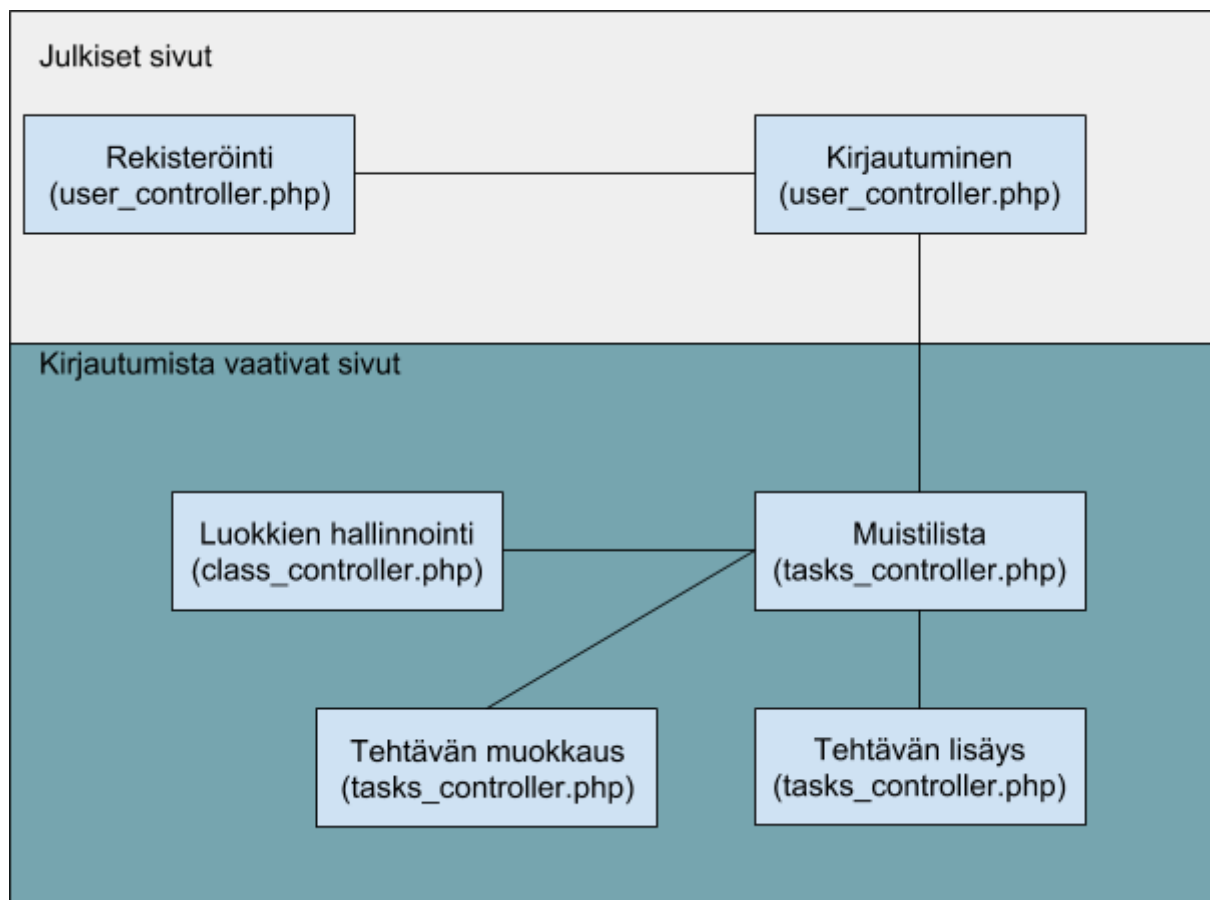 Julkiset sivut
Rekisteröinti
(user_controller.php)
Kirjautuminen
(user_controller.php)
Kirjautumista vaativat sivut
Luokkien hallinnointi
(class_controller.php)
Muistilista
(tasks_controller.php)
Tehtävän muokkaus
(tasks_controller.php)
Tehtävän lisäys
(tasks_controller.php)